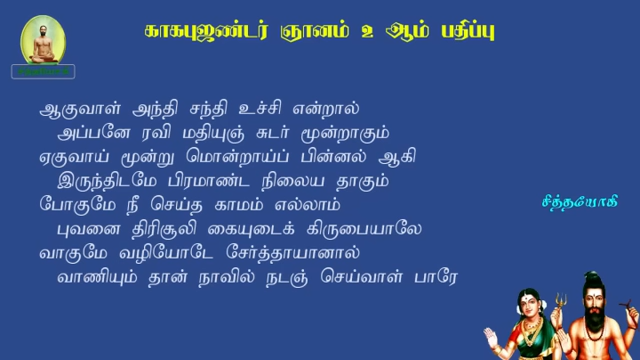 காகபுஜண்டர் ஞானம் உ ஆம் பதிப்பு
ஆகுவாள் அந்தி சந்தி உச்சி என்றால்
அப்பனே ரவி மதியுஞ் சுடர் மூன்றாகும்
ஏகுவாய் மூன்று மொன்றாய்ப் பின்னல் ஆகி
இருந்திடமே பிரமாண்ட நிலைய தாகும்
போகுமே நீ செய்த காமம் எல்லாம்
புவனை திரிசூலி கையுடைக் கிருபையாலே
வாகுமே வழியோடே சேர்த்தாயானால்
வாணியும் தான் நாவில் நடஞ் செய்வாள் பாரே
சித்தயோகி